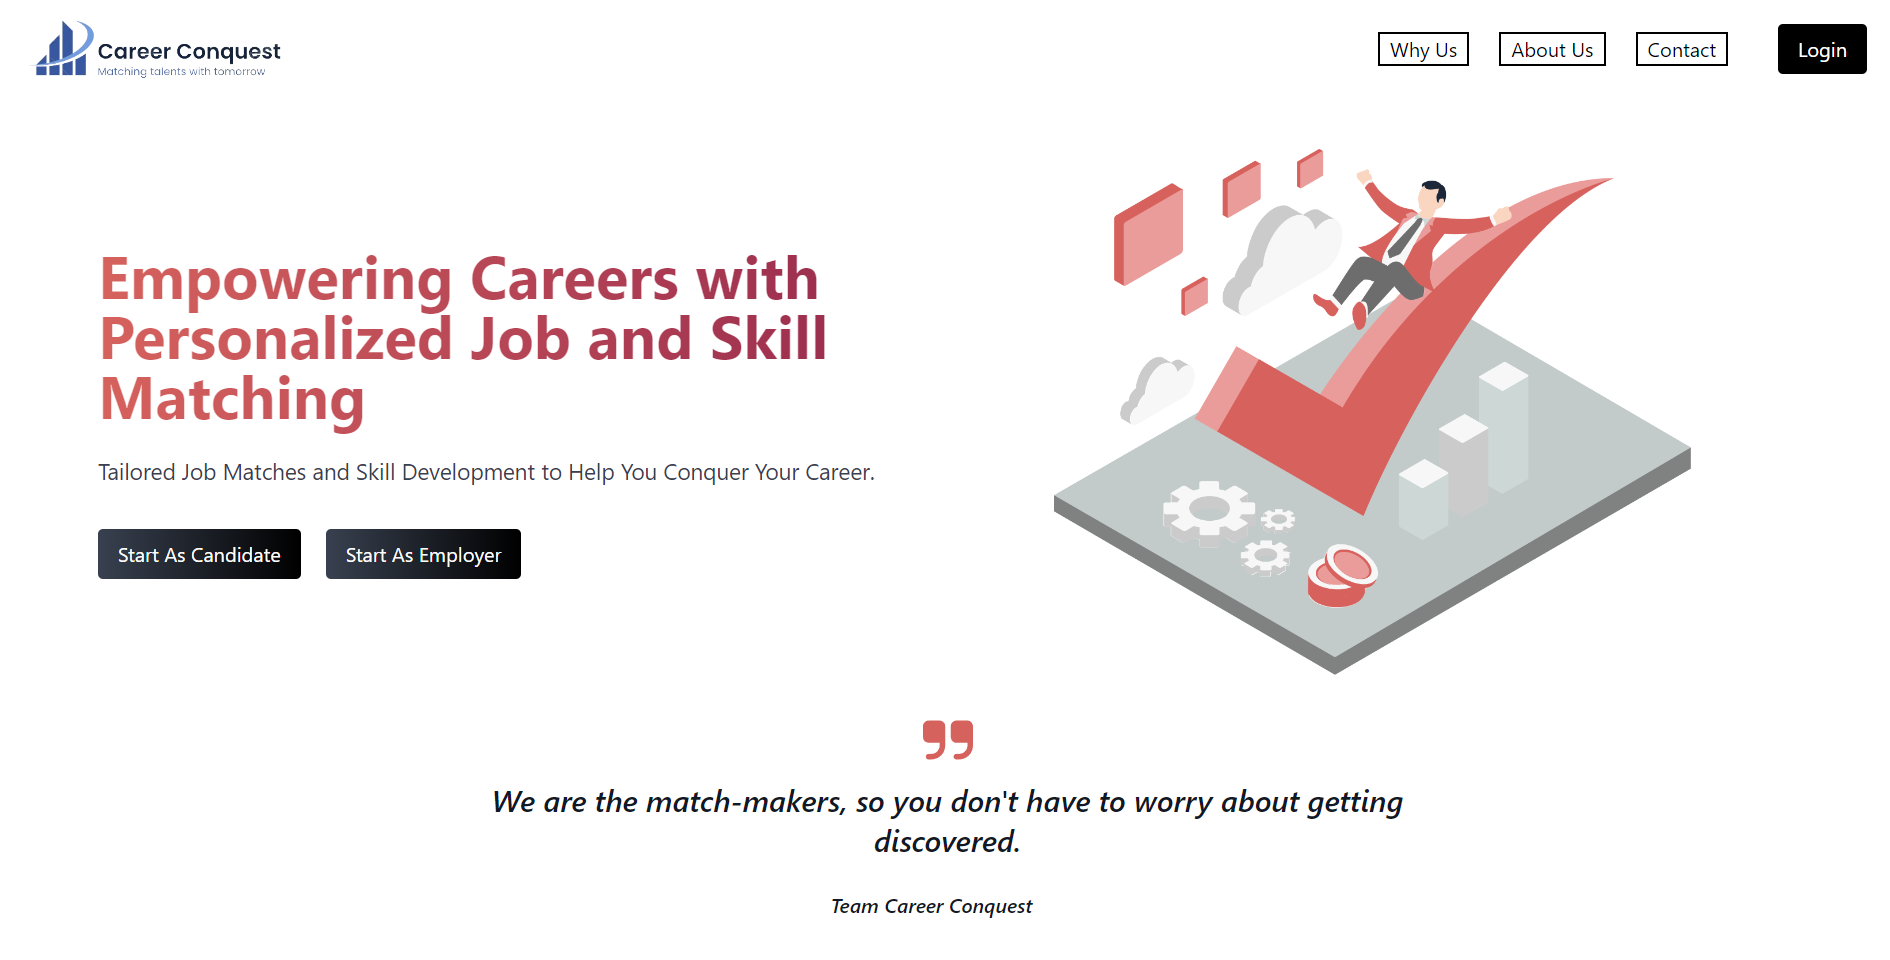 Career Conquest
Matching talents with tomorrow
Why Us
About Us
Contact
Login
Empowering Careers with
Personalized Job and Skill
Matching
Tailored Job Matches and Skill Development to Help You Conquer Your Career.
Start As Candidate
Start As Employer
We are the match-makers, so you don't have to worry about getting
discovered.
Team Career Conquest